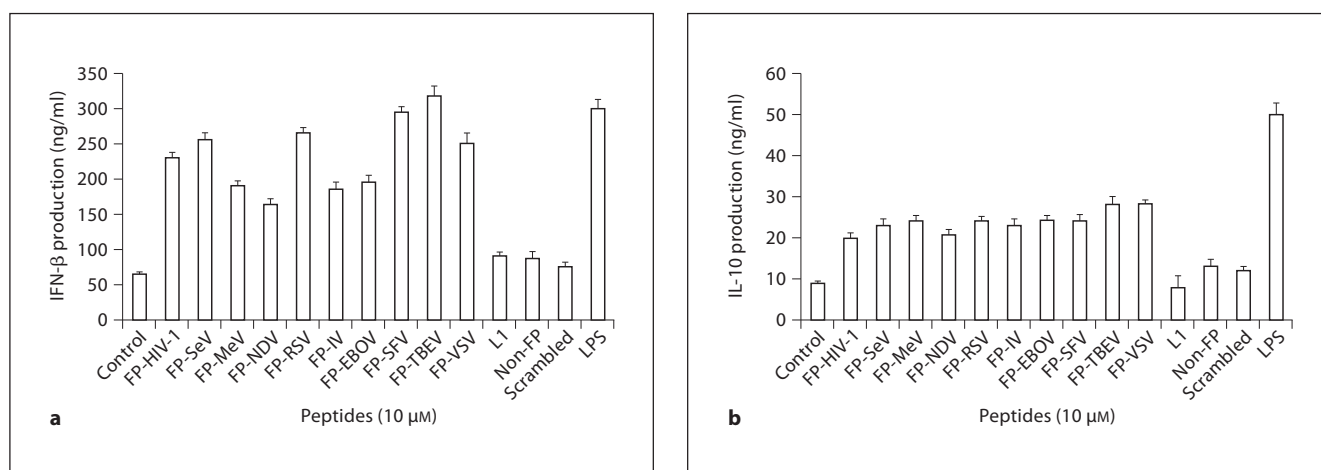 350
300
250
200
150
100
50
0
IFN-β production (ng/ml)
Control
FP-HIV-1
FP-SeV
FP-MeV
FP-NDV
FP-RSV
FP-IV
FP-EBOV
FP-SFV
FP-TBEV
FP-VSV
L1
Non-FP
Scrambled
LPS
a
Peptides (10 μM)
60
50
40
30
20
10
0
IL-10 production (ng/ml)
Control
FP-HIV-1
FP-SeV
FP-MeV
FP-NDV
FP-RSV
FP-IV
FP-EBOV
FP-SFV
FP-TBEV
FP-VSV
L1
Non-FP
Scrambled
LPS
b
Peptides (10 μM)